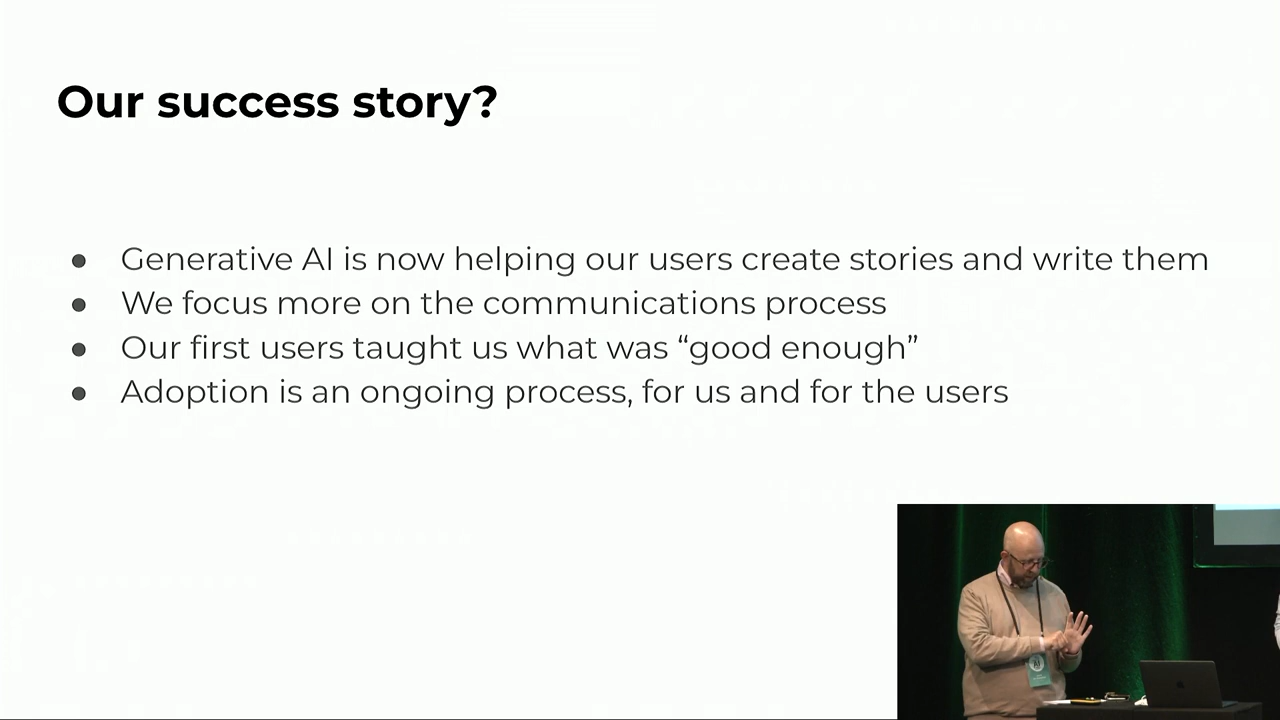 Our success story?
● Generative AI is now helping our users create stories and write them
● We focus more on the communications process
● Our first users taught us what was “good enough”
● Adoption is an ongoing process, for us and for the users
AI